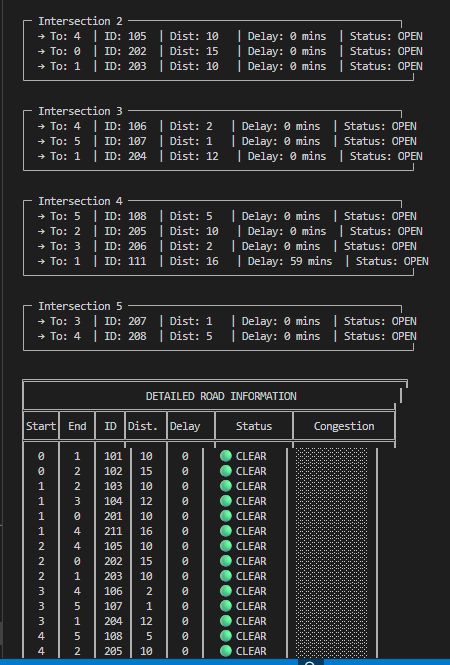 Intersection 2
→ To: 4 | ID: 105 | Dist: 10 | Delay: 0 mins | Status: OPEN
→ To: 0 | ID: 202 | Dist: 15 | Delay: 0 mins | Status: OPEN
→ To: 1 | ID: 203 | Dist: 10 | Delay: 0 mins | Status: OPEN
Intersection 3
→ To: 4 | ID: 106 | Dist: 2 | Delay: 0 mins | Status: OPEN
→ To: 5 | ID: 107 | Dist: 1 | Delay: 0 mins | Status: OPEN
→ To: 1 | ID: 204 | Dist: 12 | Delay: 0 mins | Status: OPEN
Intersection 4
→ To: 5 | ID: 108 | Dist: 5 | Delay: 0 mins | Status: OPEN
→ To: 2 | ID: 205 | Dist: 10 | Delay: 0 mins | Status: OPEN
→ To: 3 | ID: 206 | Dist: 2 | Delay: 0 mins | Status: OPEN
→ To: 1 | ID: 111 | Dist: 16 | Delay: 59 mins | Status: OPEN
Intersection 5
→ To: 3 | ID: 207 | Dist: 1 | Delay: 0 mins | Status: OPEN
→ To: 4 | ID: 208 | Dist: 5 | Delay: 0 mins | Status: OPEN
DETAILED ROAD INFORMATION
Start | End | ID | Dist. | Delay | Status | Congestion
0 | 1 | 101 | 10 | 0 | CLEAR
0 | 2 | 102 | 15 | 0 | CLEAR
1 | 2 | 103 | 10 | 0 | CLEAR
1 | 3 | 104 | 12 | 0 | CLEAR
1 | 0 | 201 | 10 | 0 | CLEAR
1 | 4 | 211 | 16 | 0 | CLEAR
2 | 4 | 105 | 10 | 0 | CLEAR
2 | 0 | 202 | 15 | 0 | CLEAR
2 | 1 | 203 | 10 | 0 | CLEAR
3 | 4 | 106 | 2 | 0 | CLEAR
3 | 5 | 107 | 1 | 0 | CLEAR
3 | 1 | 204 | 12 | 0 | CLEAR
4 | 5 | 108 | 5 | 0 | CLEAR
4 | 2 | 205 | 10 | 0 | CLEAR